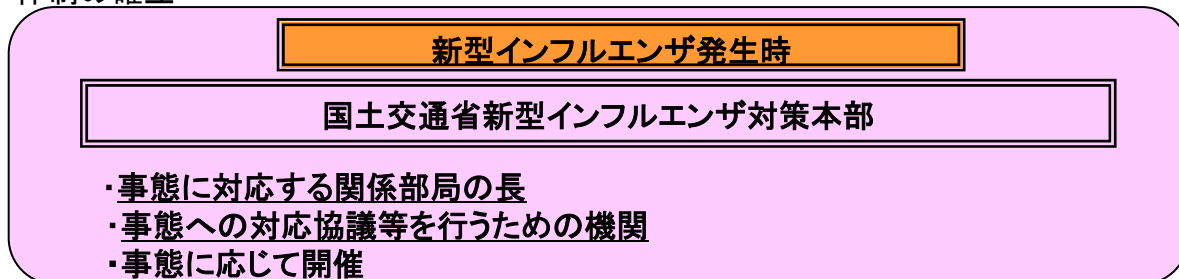 新型インフルエンザ発生時
国土交通省新型インフルエンザ対策本部
・事態に対応する関係部局の長
・事態への対応協議等を行うための機関
・事態に応じて開催